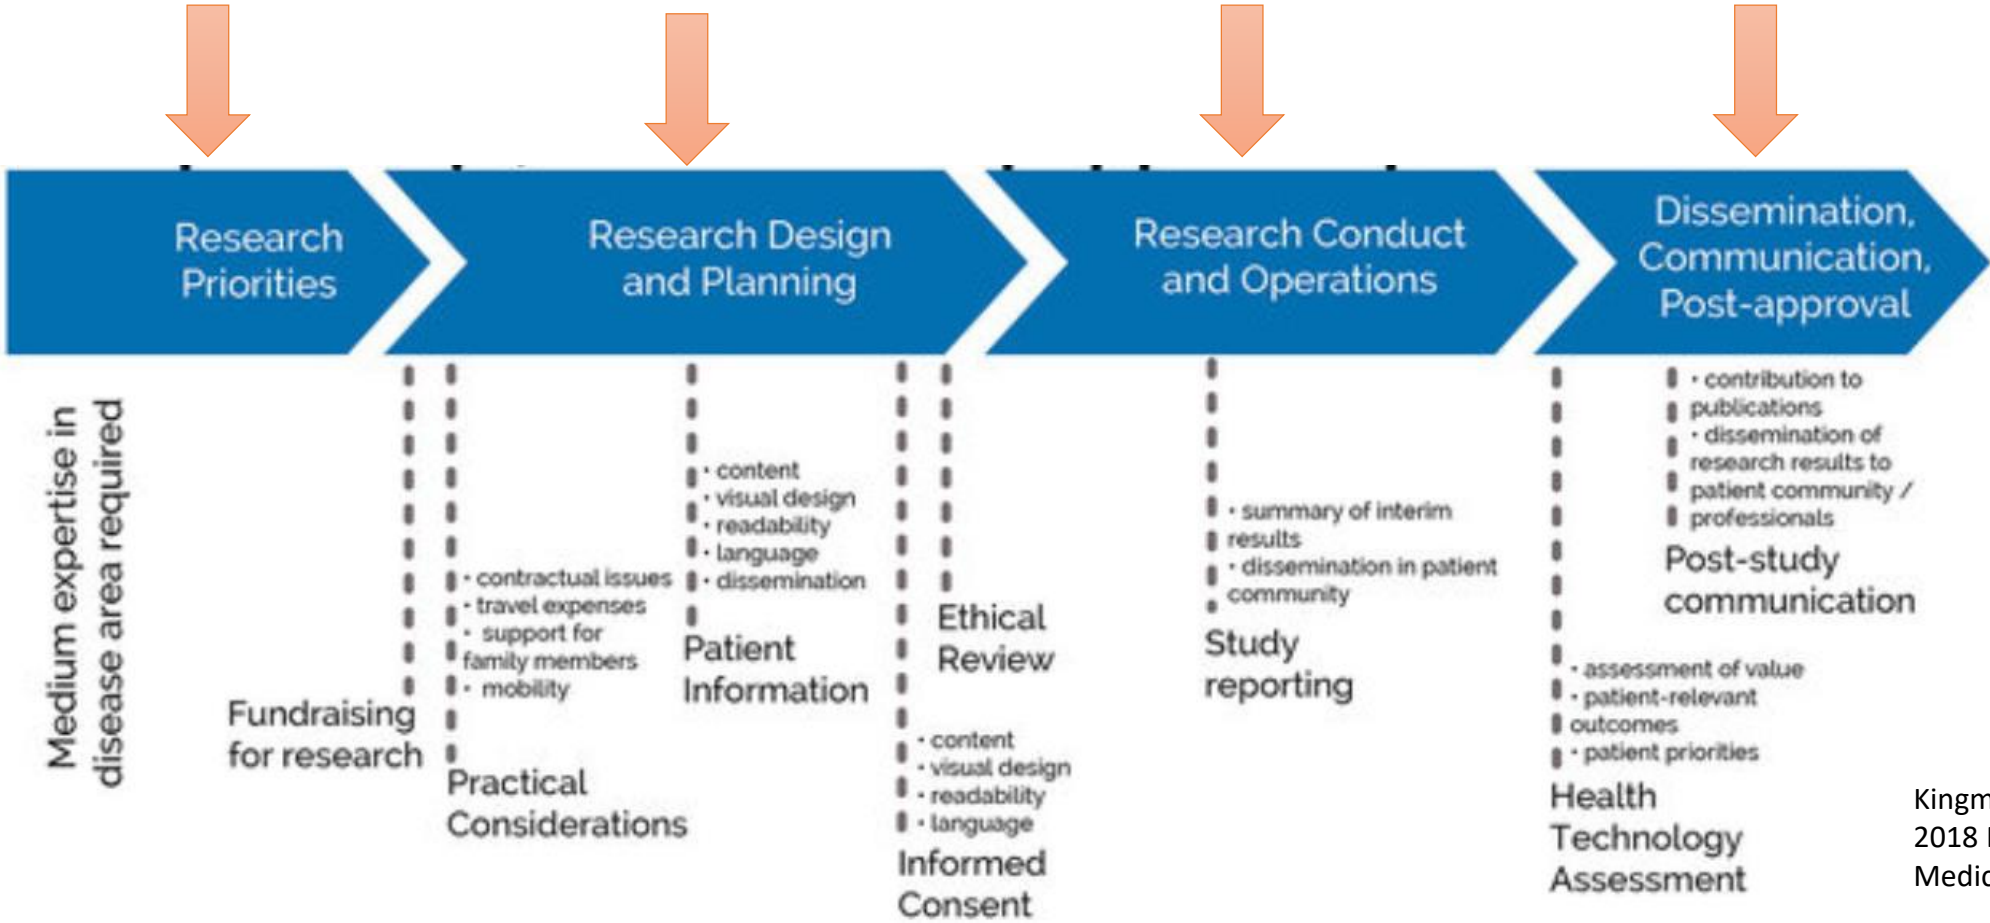 Research
Priorities
Research Design
and Planning
Research Conduct
and Operations
Dissemination,
Communication,
Post-approval
Medium expertise in
disease area required
Fundraising
for research
• contractual issues
• travel expenses
• support for
family members
• mobility
Practical
Considerations
• content
• visual design
• readability
• language
• dissemination
Patient
Information
• content
• visual design
• readability
• language
Informed
Consent
Ethical
Review
• summary of interim
results
• dissemination in patient
community
Study
reporting
• assessment of value
• patient-relevant
outcomes
• patient priorities
Health
Technology
Assessment
• contribution to
publications
• dissemination of
research results to
patient community /
professionals
Post-study
communication
2018